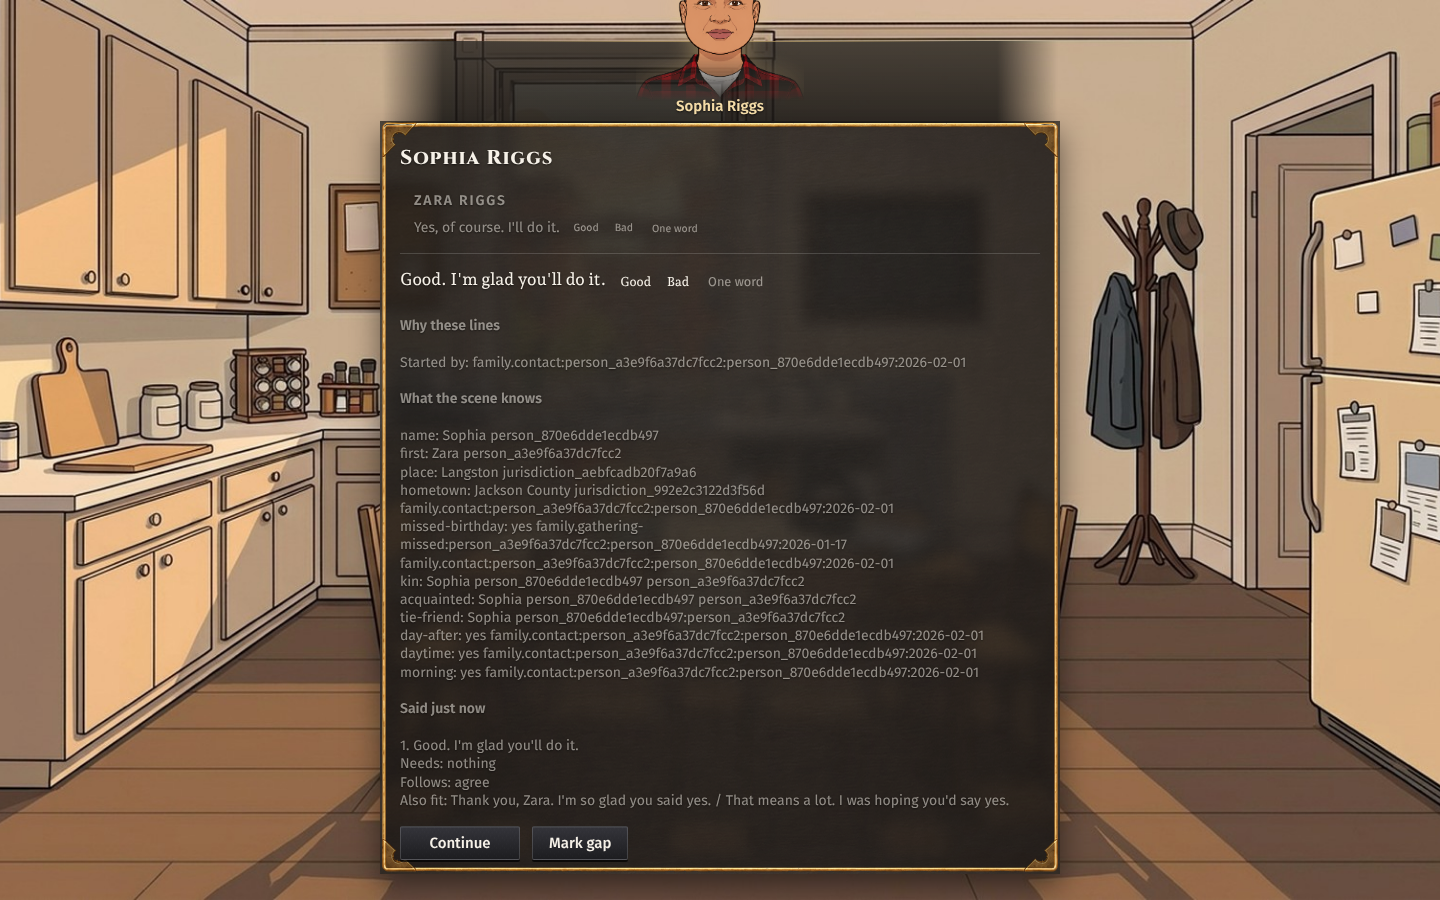 Sophia Riggs
SOPHIA RIGGS
ZARA RIGGS
Yes, of course. I'll do it. Good Bad One word
Good. I'm glad you'll do it. Good Bad One word
Why these lines
Started by: family.contact:person_a3e9f6a37dc7fcc2:person_870e6dde1ecdb497:2026-02-01
What the scene knows
name: Sophia person_870e6dde1ecdb497
first: Zara person_a3e9f6a37dc7fcc2
place: Langston jurisdiction_aebfcadb20f7a9a6
hometown: Jackson County jurisdiction_992e2c3122d3f56d
family.contact:person_a3e9f6a37dc7fcc2:person_870e6dde1ecdb497:2026-02-01
missed-birthday: yes family.gathering-
missed:person_a3e9f6a37dc7fcc2:person_870e6dde1ecdb497:2026-01-17
family.contact:person_a3e9f6a37dc7fcc2:person_870e6dde1ecdb497:2026-02-01
kin: Sophia person_870e6dde1ecdb497 person_a3e9f6a37dc7fcc2
acquainted: Sophia person_870e6dde1ecdb497 person_a3e9f6a37dc7fcc2
tie-friend: Sophia person_870e6dde1ecdb497:person_a3e9f6a37dc7fcc2
day-after: yes family.contact:person_a3e9f6a37dc7fcc2:person_870e6dde1ecdb497:2026-02-01
daytime: yes family.contact:person_a3e9f6a37dc7fcc2:person_870e6dde1ecdb497:2026-02-01
morning: yes family.contact:person_a3e9f6a37dc7fcc2:person_870e6dde1ecdb497:2026-02-01
Said just now
1. Good. I'm glad you'll do it.
Needs: nothing
Follows: agree
Also fit: Thank you, Zara. I'm so glad you said yes. / That means a lot. I was hoping you'd say yes.
Continue Mark gap